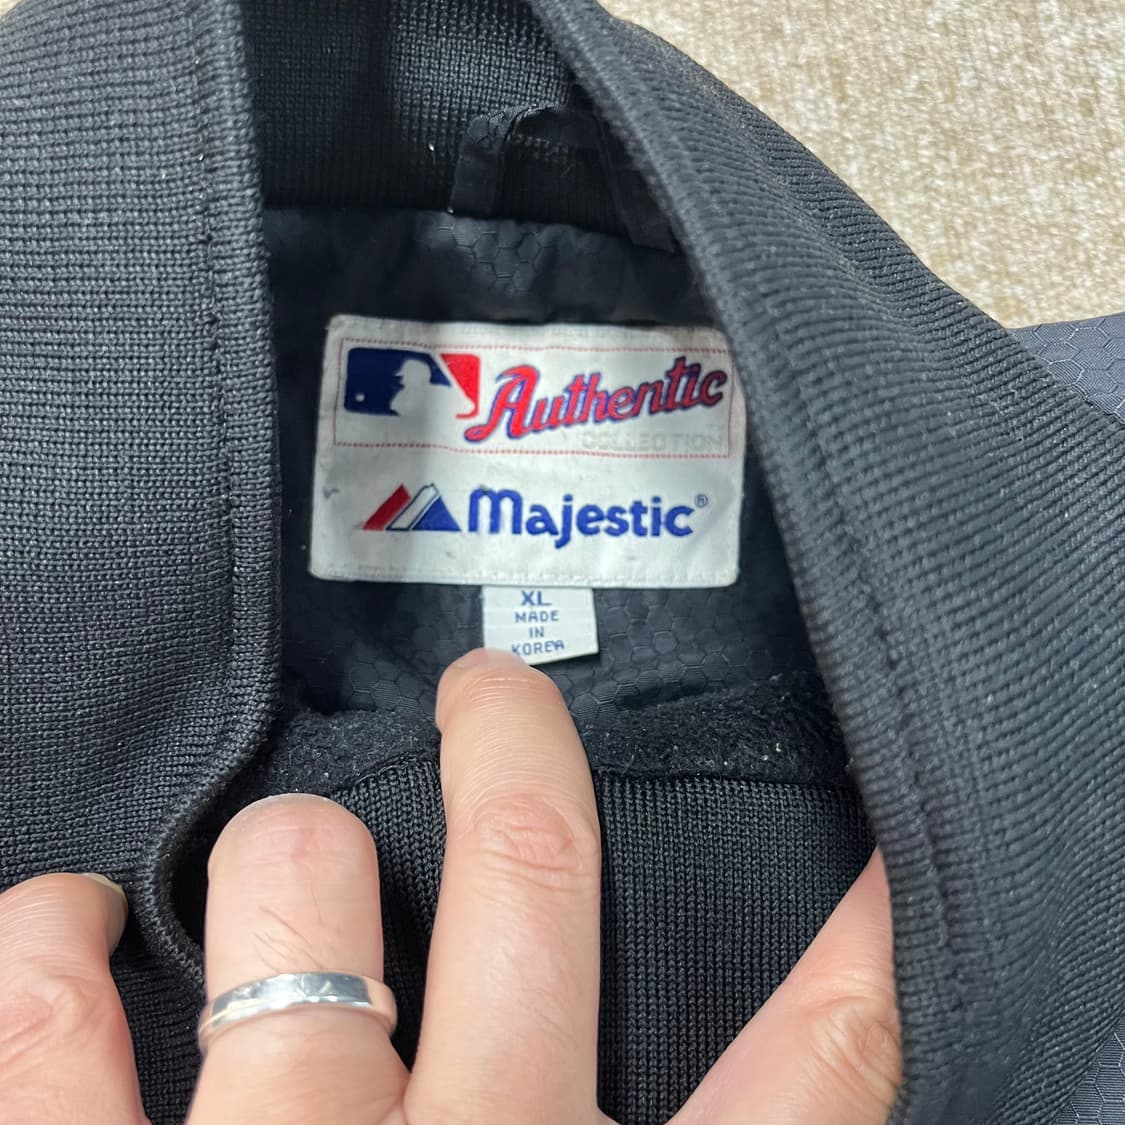 Authentic
COLLECTION
Majestic®
XL
MADE
IN
KOREA